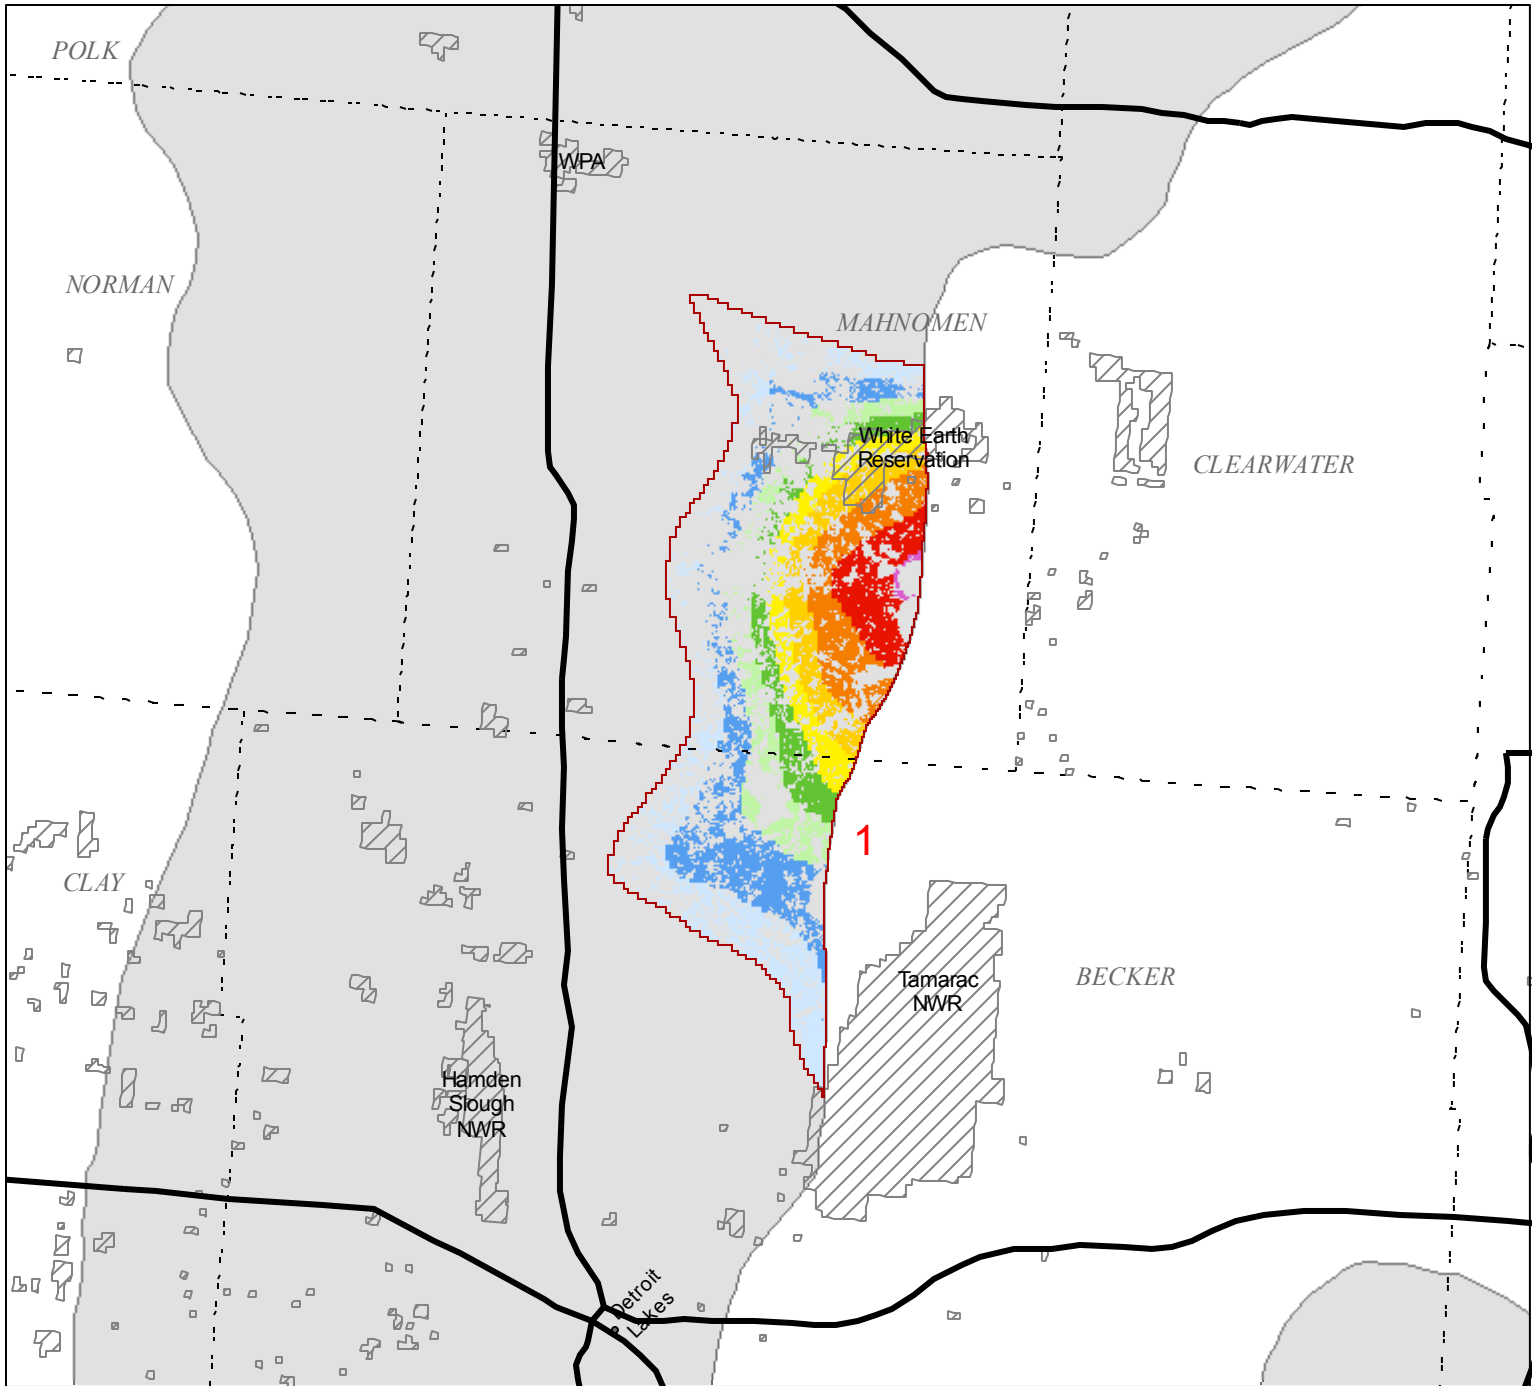 POLK
WPA
NORMAN
MAHNOMEN
White Earth
Reservation
CLEARWATER
1
CLAY
Tamarac
NWR
BECKER
Hamden
Slough
NWR
Detroit
Lakes